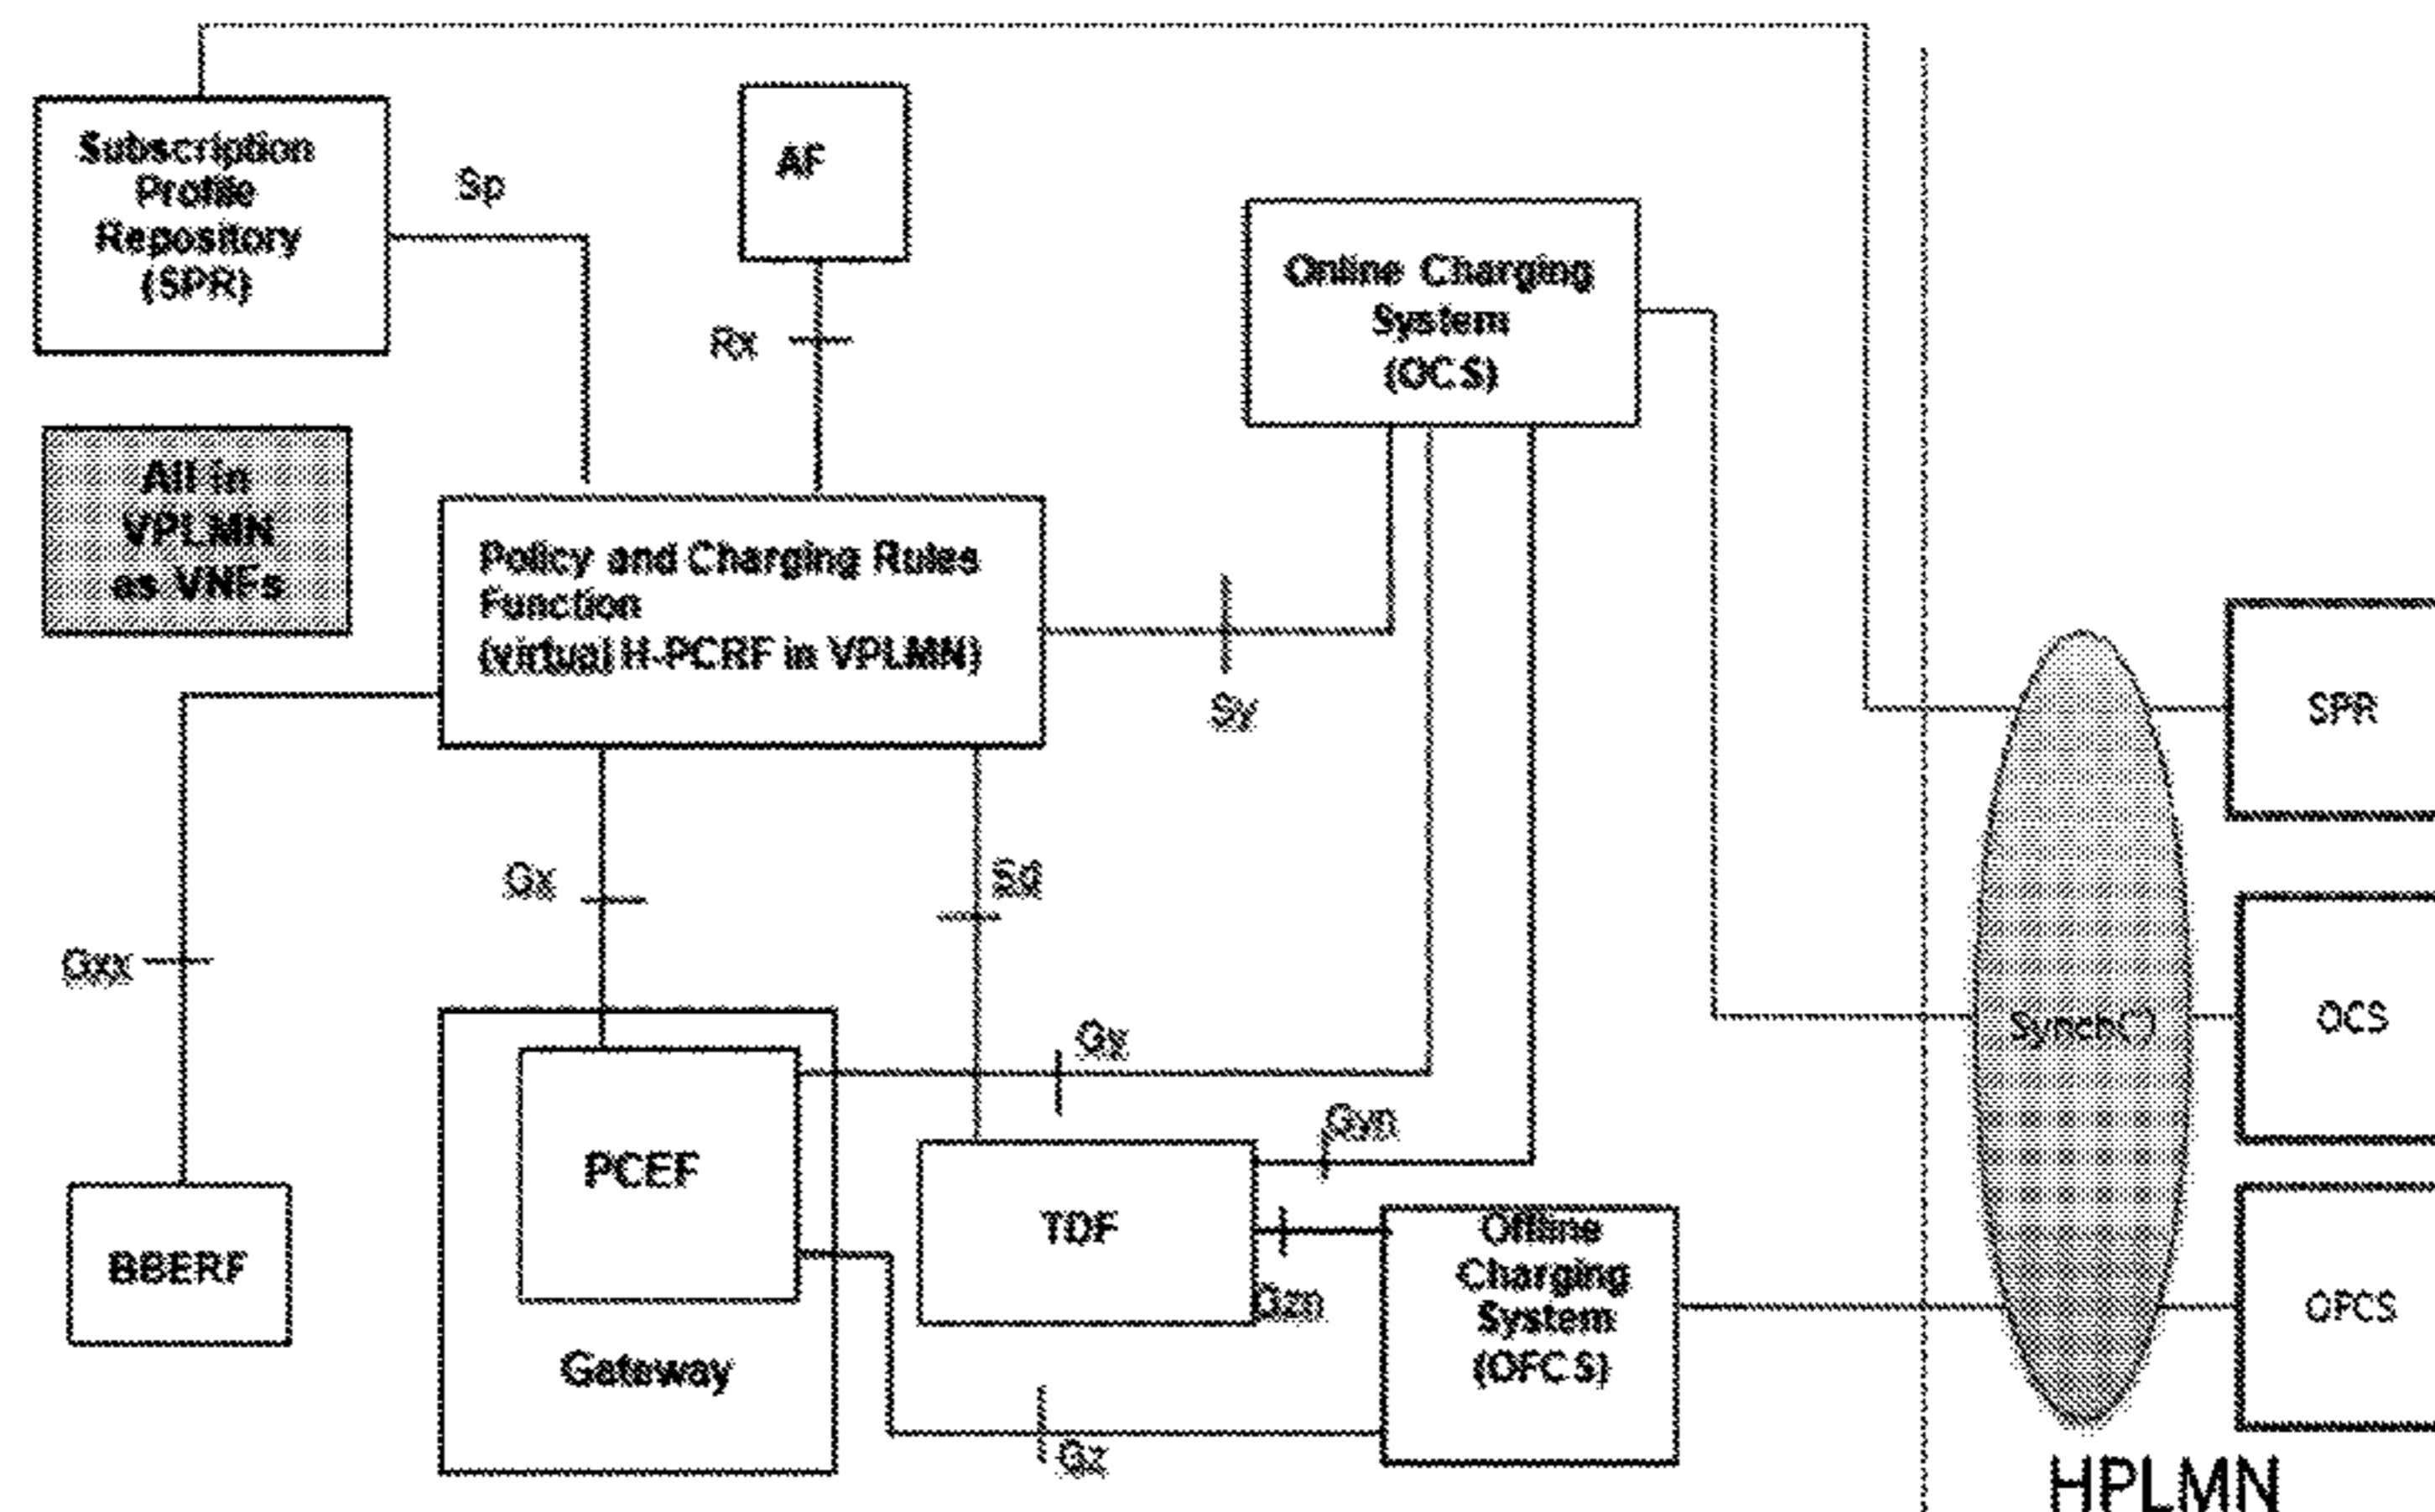 Subscription
Profile
Repository
(SPR)
Sp
AF
Rx
Online Charging
System
(OCS)
All in
VPLMN
as VNFs
Policy and Charging Rules
Function
(virtual H-PCRF in VPLMN)
Sy
SPR
Gx
Sd
Gxx
Gy
Synch( )
OCS
Gyn
PCEF
TDF
BBERF
Gzn
Offline
Charging
System
(OFCS)
OFCS
Gateway
Gz
HPLMN